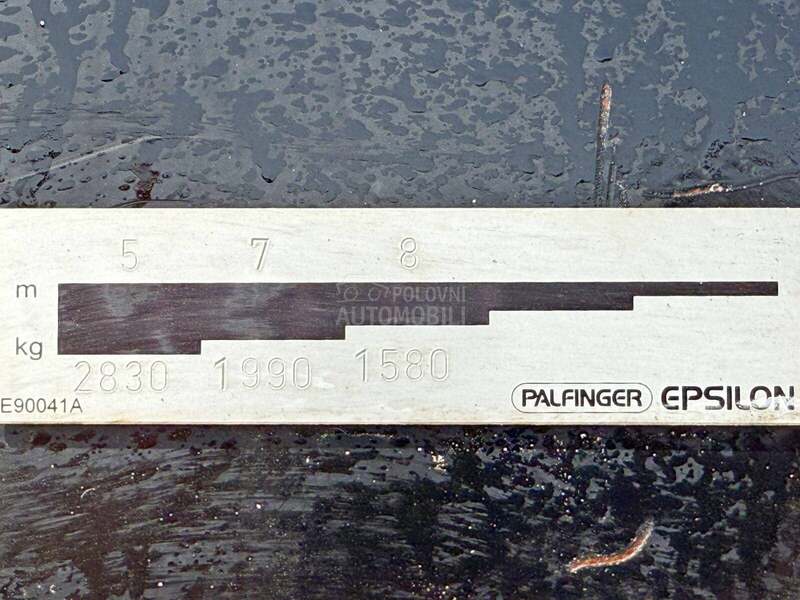 5 7 8
m
POLOVNI
AUTOMOBILI
kg
2830 1990 1580
E90041A
PALFINGER EPSILON